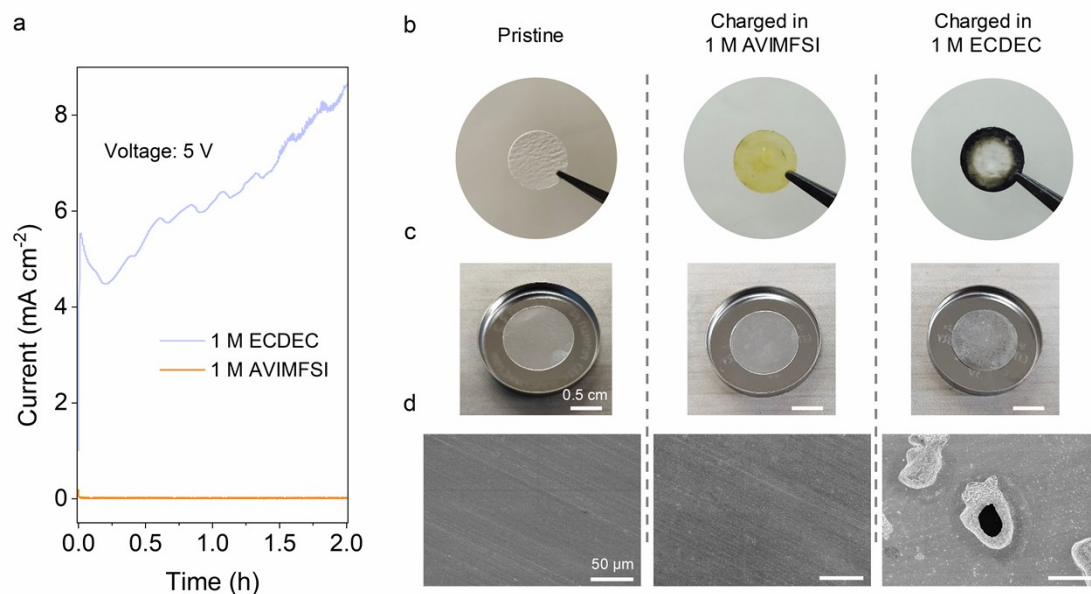 a
8
6
4
2
0
Current (mA cm⁻²)
Voltage: 5 V
1 M ECDEC
1 M AVIMFSI
0.0 0.5 1.0 1.5 2.0
Time (h)
b
Pristine
Charged in
1 M AVIMFSI
Charged in
1 M ECDEC
c
0.5 cm
d
50 μm